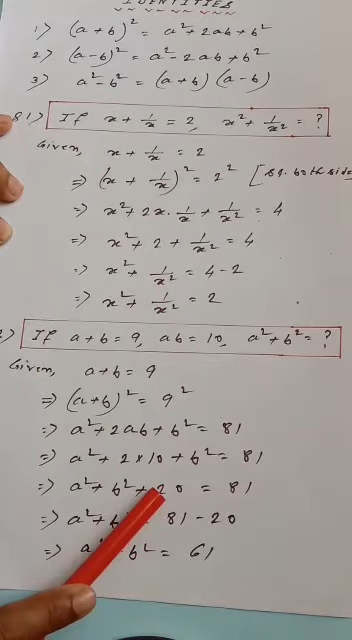 IDENTITIES
1) (a+b)² = a² + 2ab + b²
2) (a-b)² = a² - 2ab + b²
3) a² - b² = (a+b) (a-b)
Q1) If x + 1/x = 2, x² + 1/x² = ?
Given, x + 1/x = 2
=> (x + 1/x)² = 2² [sq. both side
=> x² + 2x · 1/x + 1/x² = 4
=> x² + 2 + 1/x² = 4
=> x² + 1/x² = 4 - 2
=> x² + 1/x² = 2
2) If a + b = 9, ab = 10, a² + b² = ?
Given, a + b = 9
=> (a+b)² = 9²
=> a² + 2ab + b² = 81
=> a² + 2×10 + b² = 81
=> a² + b² + 20 = 81
=> a² + b 81 - 20
=> a b² = 61